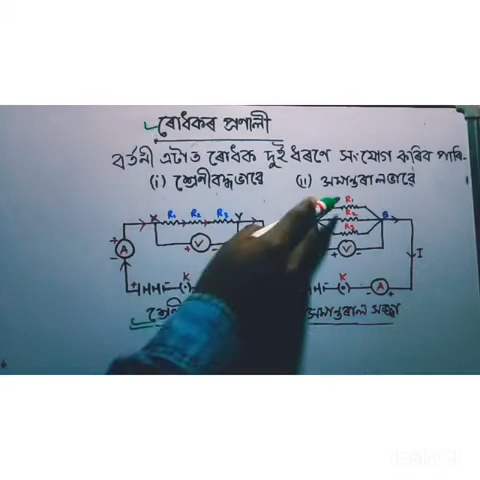 ৰোধকৰ প্ৰণালী
বৰ্তনী এটাত ৰোধক দুই ধৰণে সংযোগ কৰিব পাৰি-
(i) শ্ৰেণীবদ্ধভাৱে (ii) সমান্তৰালভাৱে
X R₁ R₂ R₃ Y
R₁
R₂ B
R₃
+ A -
+ V -
+ V -
I
K
K
- A +
সমান্তৰাল সজ্জা